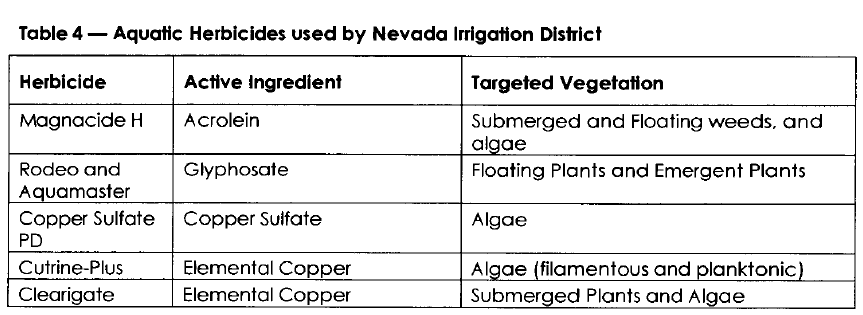 Table 4 — Aquatic Herbicides used by Nevada Irrigation District
Herbicide Active Ingredient Targeted Vegetation
Magnacide H Acrolein Submerged and Floating weeds, and
algae
Rodeo and Glyphosate Floating Plants and Emergent Plants
Aquamaster
Copper Sulfate Copper Sulfate Algae
PD
Cutrine-Plus Elemental Copper Algae (filamentous and planktonic)
Clearigate Elemental Copper Submerged Plants and Algae